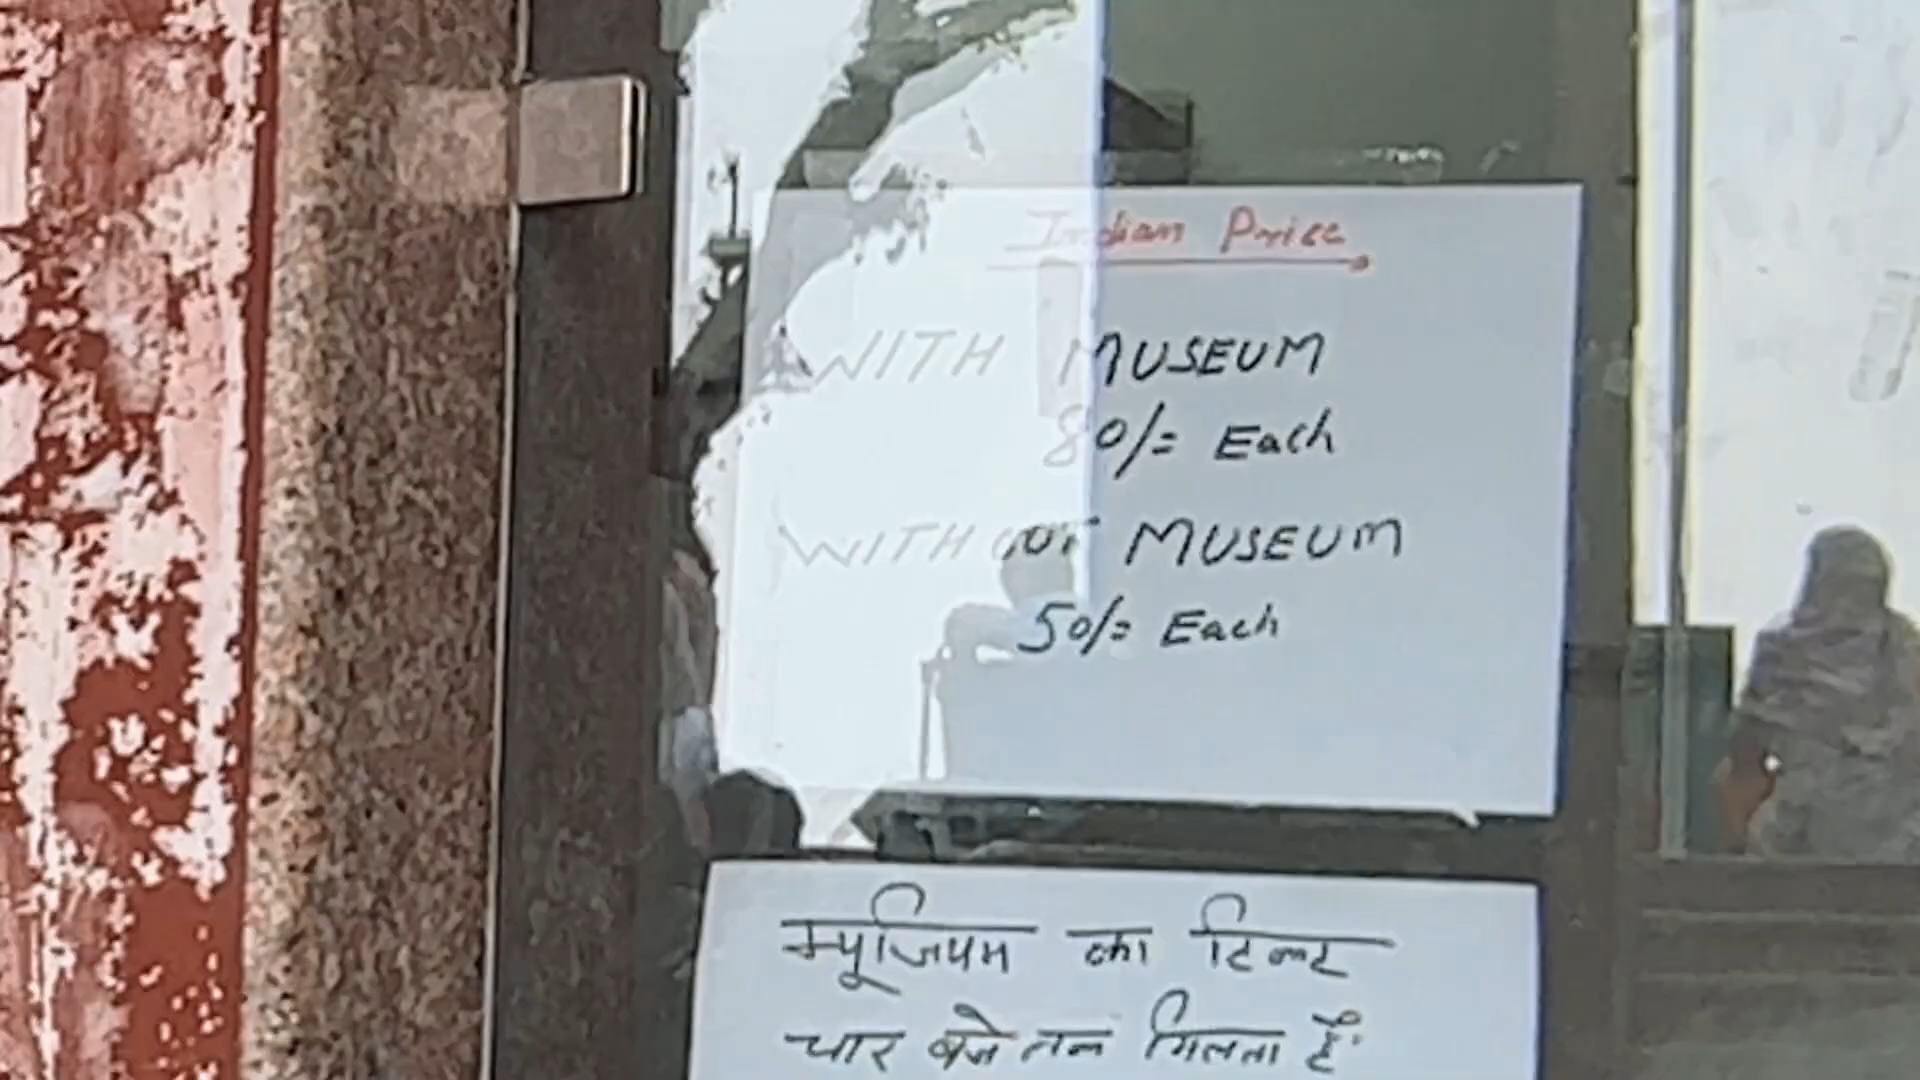 Indian Price
WITH MUSEUM
80/= Each
WITHOUT MUSEUM
50/= Each
म्यूजियम का टिकट
चार बजे तक मिलता हैं